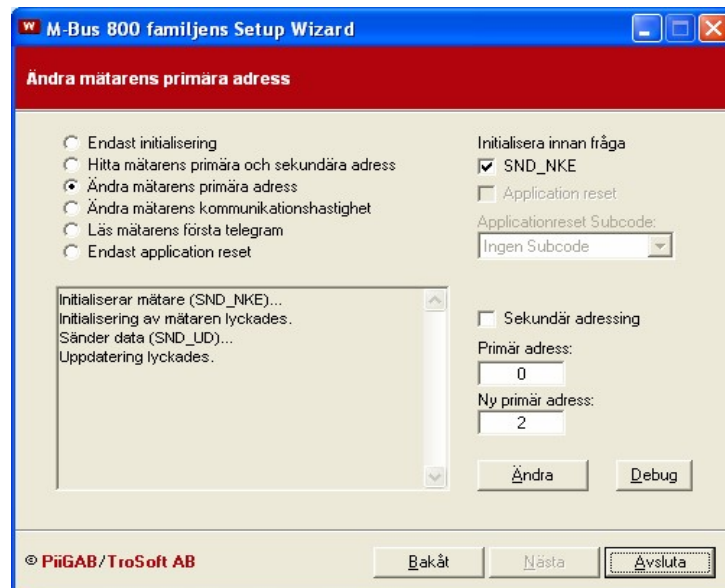 M-Bus 800 familjens Setup Wizard
Ändra mätarens primära adress
Endast initialisering
Hitta mätarens primära och sekundära adress
Ändra mätarens primära adress
Ändra mätarens kommunikationshastighet
Läs mätarens första telegram
Endast application reset
Initialisera innan fråga
SND_NKE
Application reset
Applicationreset Subcode:
Ingen Subcode
Initialiserar mätare (SND_NKE)...
Initialisering av mätaren lyckades.
Sänder data (SND_UD)...
Uppdatering lyckades.
Sekundär adressing
Primär adress:
0
Ny primär adress:
2
Ändra
Debug
© PiiGAB/TroSoft AB
Bakåt
Nästa
Avsluta